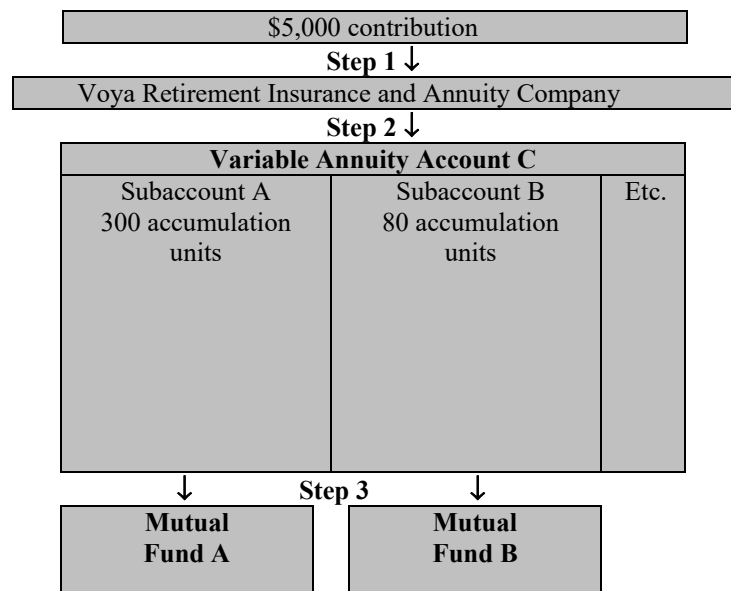 $5,000 contribution
Step 1 ↓
Voya Retirement Insurance and Annuity Company
Step 2 ↓
Variable Annuity Account C
Subaccount A
300 accumulation
units
Subaccount B
80 accumulation
units
Etc.
↓ Step 3 ↓
Mutual
Fund A
Mutual
Fund B